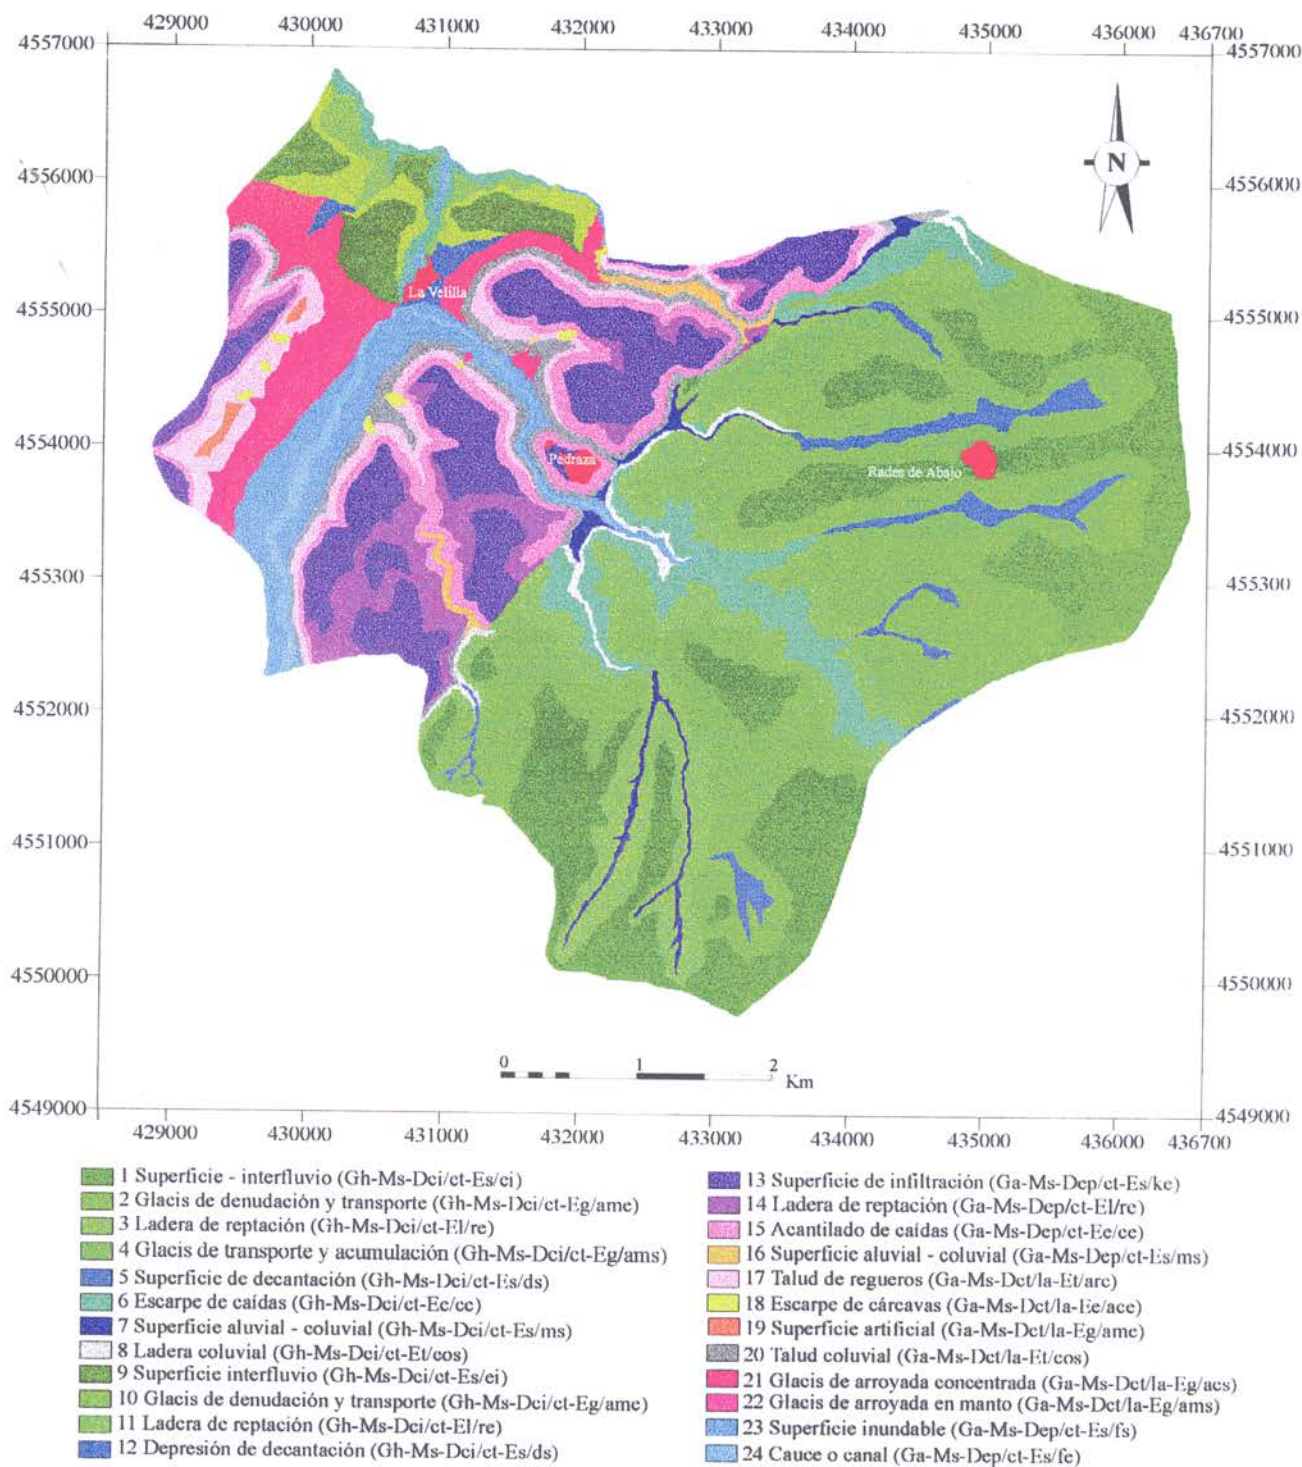 429000 430000 431000 432000 433000 434000 435000 436000 436700
4557000 4557000
N
4556000 4556000
La Velilla
4555000 4555000
4554000 4554000
Pedraza
Rades de Abajo
455300 455300
4552000 4552000
4551000 4551000
4550000 4550000
0 1 2
Km
4549000 4549000
429000 430000 431000 432000 433000 434000 435000 436000 436700
1 Superficie - interfluvio (Gh-Ms-Dci/ct-Es/ei)
2 Glacis de denudación y transporte (Gh-Ms-Dci/ct-Eg/ame)
3 Ladera de reptación (Gh-Ms-Dci/ct-El/re)
4 Glacis de transporte y acumulación (Gh-Ms-Dci/ct-Eg/ams)
5 Superficie de decantación (Gh-Ms-Dci/ct-Es/ds)
6 Escarpe de caídas (Gh-Ms-Dci/ct-Ee/ce)
7 Superficie aluvial - coluvial (Gh-Ms-Dci/ct-Es/ms)
8 Ladera coluvial (Gh-Ms-Dci/ct-Et/cos)
9 Superficie interfluvio (Gh-Ms-Dci/ct-Es/ei)
10 Glacis de denudación y transporte (Gh-Ms-Dci/ct-Eg/ame)
11 Ladera de reptación (Gh-Ms-Dci/ct-El/re)
12 Depresión de decantación (Gh-Ms-Dci/ct-Es/ds)
13 Superficie de infiltración (Ga-Ms-Dep/ct-Es/ke)
14 Ladera de reptación (Ga-Ms-Dep/ct-El/re)
15 Acantilado de caídas (Ga-Ms-Dep/ct-Ee/ce)
16 Superficie aluvial - coluvial (Ga-Ms-Dep/ct-Es/ms)
17 Talud de regueros (Ga-Ms-Dct/la-Et/are)
18 Escarpe de cárcavas (Ga-Ms-Dct/la-Ee/ace)
19 Superficie artificial (Ga-Ms-Dct/la-Eg/ame)
20 Talud coluvial (Ga-Ms-Dct/la-Et/cos)
21 Glacis de arroyada concentrada (Ga-Ms-Dct/la-Eg/acs)
22 Glacis de arroyada en manto (Ga-Ms-Dct/la-Eg/ams)
23 Superficie inundable (Ga-Ms-Dep/ct-Es/fs)
24 Cauce o canal (Ga-Ms-Dep/ct-Es/fe)